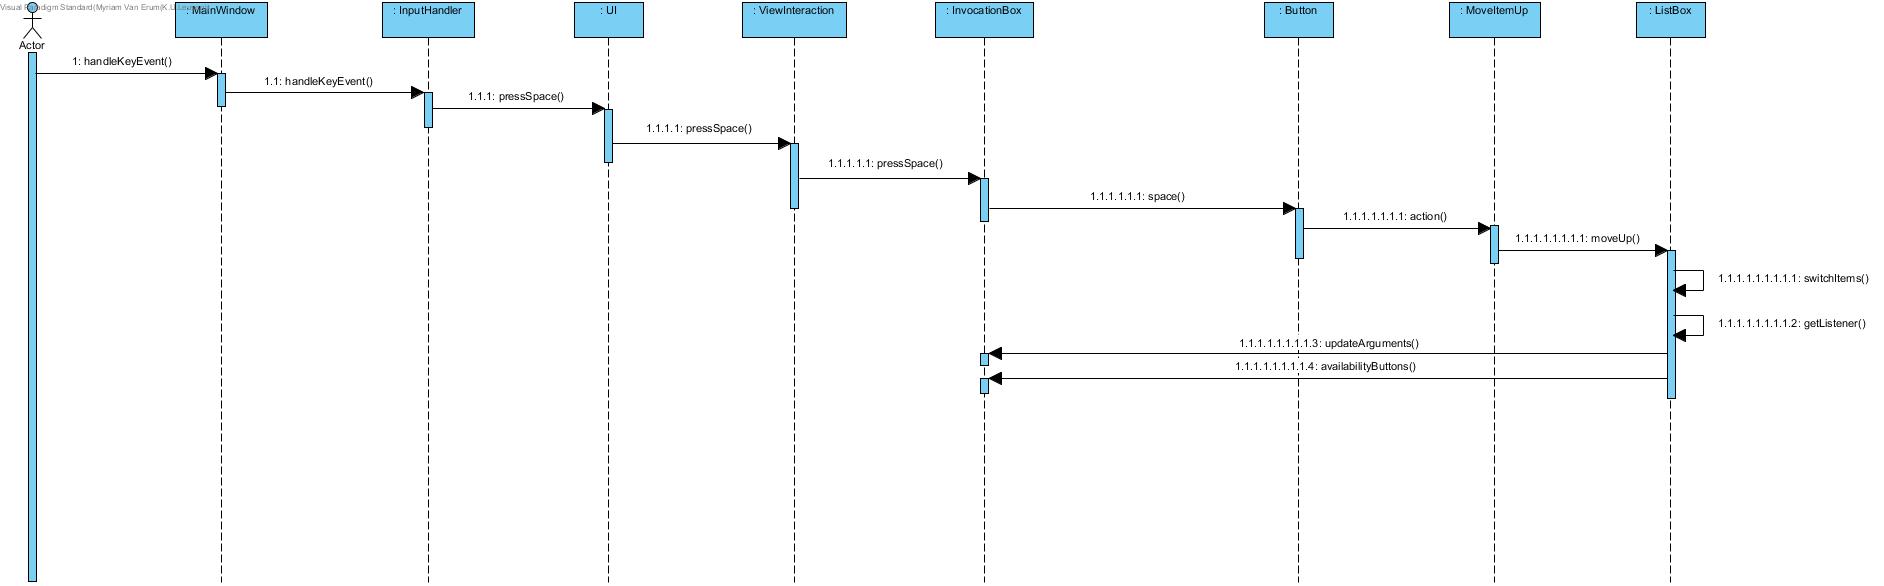 Visual Paradigm Standard(Myriam Van Erum(K.U.
: MainWindow
: InputHandler
: UI
: ViewInteraction
: InvocationBox
: Button
: MoveItemUp
: ListBox
Actor
1: handleKeyEvent()
1.1: handleKeyEvent()
1.1.1: pressSpace()
1.1.1.1: pressSpace()
1.1.1.1.1: pressSpace()
1.1.1.1.1.1: space()
1.1.1.1.1.1.1: action()
1.1.1.1.1.1.1.1: moveUp()
1.1.1.1.1.1.1.1.1: switchItems()
1.1.1.1.1.1.1.1.2: getListener()
1.1.1.1.1.1.1.1.3: updateArguments()
1.1.1.1.1.1.1.1.4: availabilityButtons()